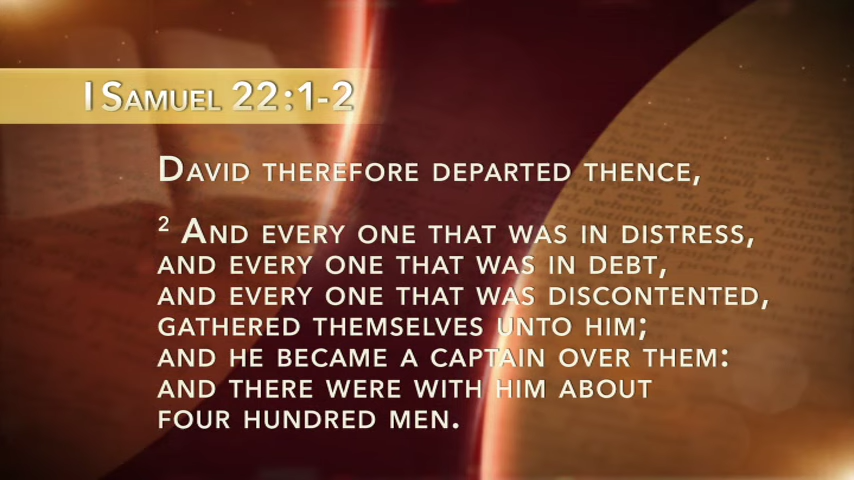 I Samuel 22:1-2
David therefore departed thence,
2 And every one that was in distress,
and every one that was in debt,
and every one that was discontented,
gathered themselves unto him;
and he became a captain over them:
and there were with him about
four hundred men.